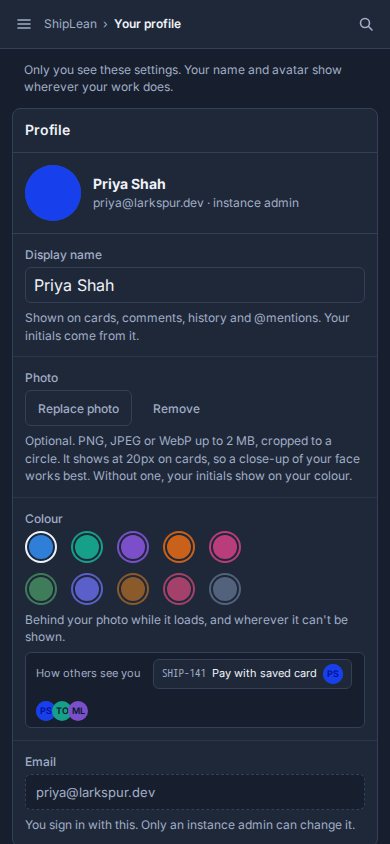 ShipLean › Your profile
Only you see these settings. Your name and avatar show
wherever your work does.
Profile
Priya Shah
priya@larkspur.dev · instance admin
Display name
Priya Shah
Shown on cards, comments, history and @mentions. Your
initials come from it.
Photo
Replace photo Remove
Optional. PNG, JPEG or WebP up to 2 MB, cropped to a
circle. It shows at 20px on cards, so a close-up of your face
works best. Without one, your initials show on your colour.
Colour
Behind your photo while it loads, and wherever it can't be
shown.
How others see you SHIP-141 Pay with saved card PS
PS TO ML
Email
priya@larkspur.dev
You sign in with this. Only an instance admin can change it.